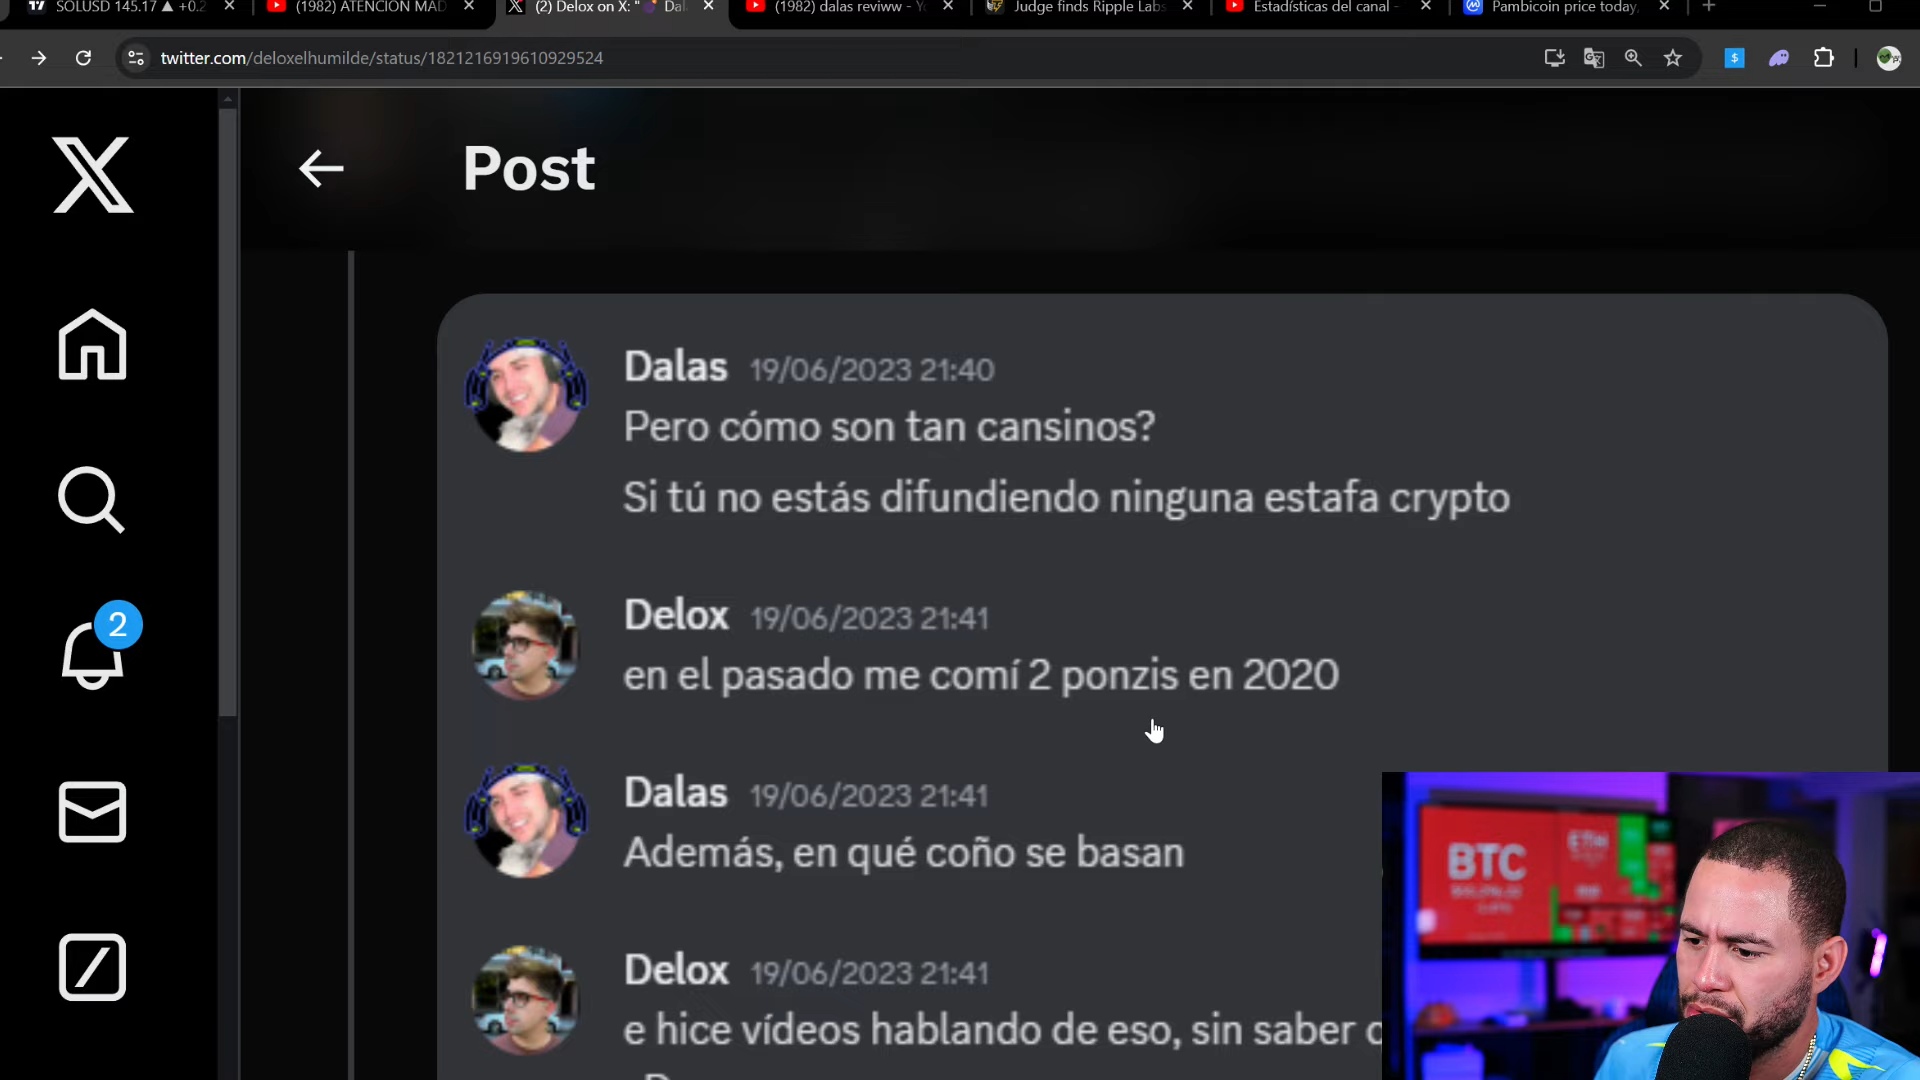 SOLUSD 145.17 ▲ +0.2
(1982) ATENCION MAD
(2) Delox on X: "
(1982) dalas reviww - Y
Judge finds Ripple Labs
Estadísticas del canal -
Pambicoin price today,
twitter.com/deloxelhumilde/status/1821216919610929524
Post
Dalas 19/06/2023 21:40
Pero cómo son tan cansinos?
Si tú no estás difundiendo ninguna estafa crypto
Delox 19/06/2023 21:41
en el pasado me comí 2 ponzis en 2020
2
Dalas 19/06/2023 21:41
Además, en qué coño se basan
Delox 19/06/2023 21:41
e hice vídeos hablando de eso, sin saber
BTC
ETH